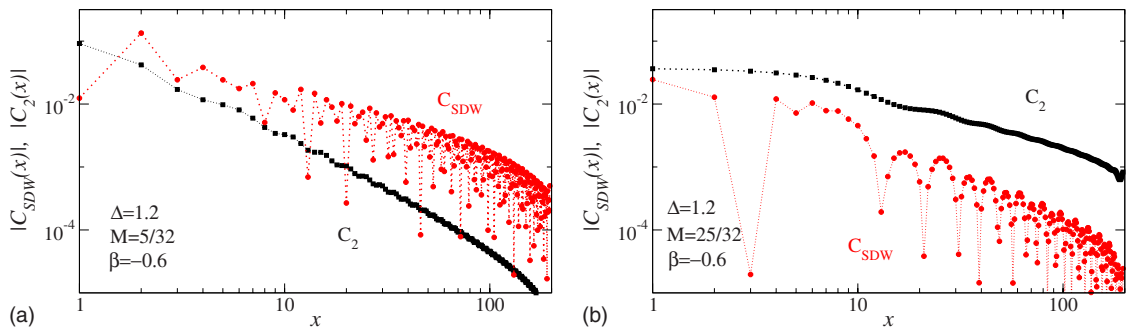 |C_SDW(x)|, |C_2(x)|
10^-2
10^-4
C_SDW
C_2
Δ=1.2
M=5/32
β=−0.6
1
10
100
x
(a)
|C_SDW(x)|, |C_2(x)|
10^-2
10^-4
C_2
C_SDW
Δ=1.2
M=25/32
β=−0.6
1
10
100
x
(b)